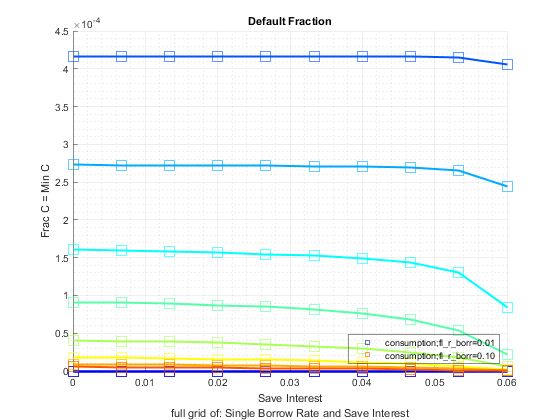 Default Fraction
×10⁻⁴
4.5
4
3.5
3
2.5
2
1.5
1
0.5
0
Frac C = Min C
consumption;fl_r_borr=0.01
consumption;fl_r_borr=0.10
0 0.01 0.02 0.03 0.04 0.05 0.06
Save Interest
full grid of: Single Borrow Rate and Save Interest